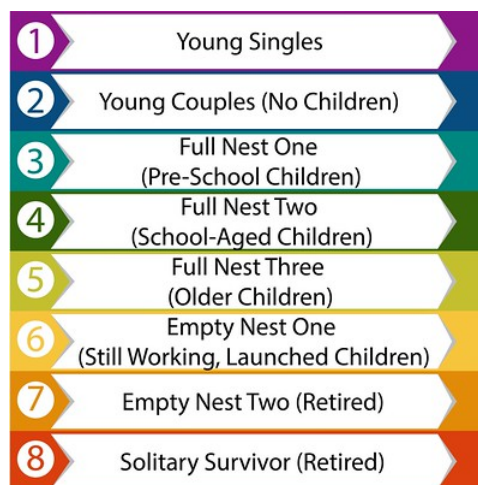 1 Young Singles
2 Young Couples (No Children)
3 Full Nest One
(Pre-School Children)
4 Full Nest Two
(School-Aged Children)
5 Full Nest Three
(Older Children)
6 Empty Nest One
(Still Working, Launched Children)
7 Empty Nest Two (Retired)
8 Solitary Survivor (Retired)